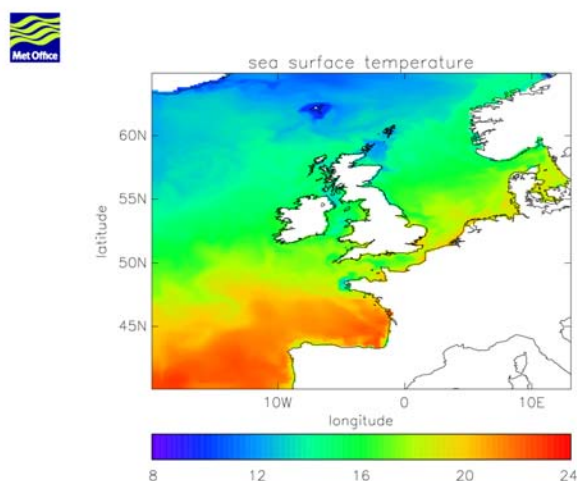 Met Office
sea surface temperature
60N
55N
50N
45N
latitude
10W 0 10E
longitude
8 12 16 20 24